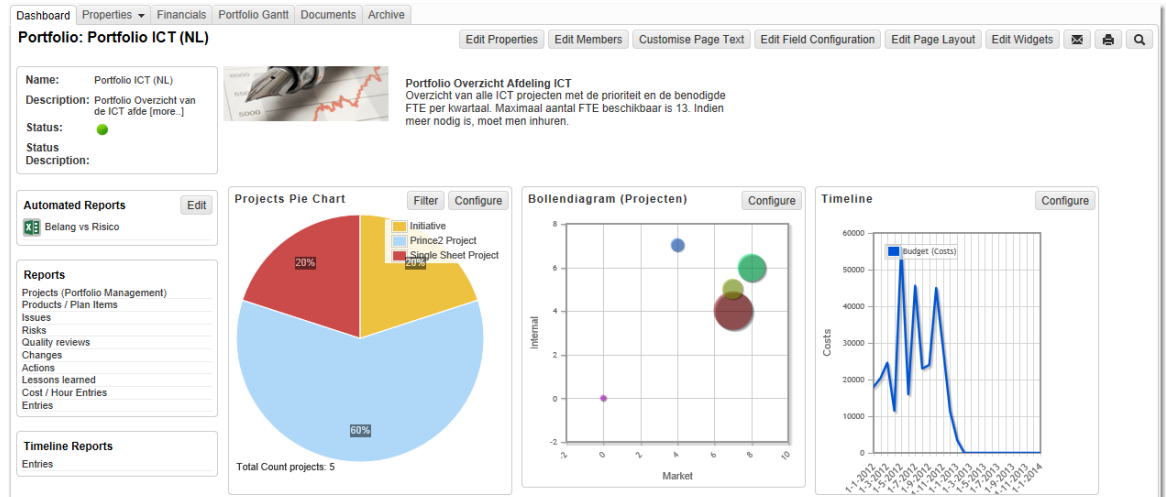 Dashboard Properties Financials Portfolio Gantt Documents Archive
Portfolio: Portfolio ICT (NL)
Edit Properties Edit Members Customise Page Text Edit Field Configuration Edit Page Layout Edit Widgets
Name: Portfolio ICT (NL)
Description: Portfolio Overzicht van
de ICT afde [more..]
Status:
Status
Description:
6000
5000
Portfolio Overzicht Afdeling ICT
Overzicht van alle ICT projecten met de prioriteit en de benodigde
FTE per kwartaal. Maximaal aantal FTE beschikbaar is 13. Indien
meer nodig is, moet men inhuren.
Automated Reports Edit
Belang vs Risico
Reports
Projects (Portfolio Management)
Products / Plan Items
Issues
Risks
Quality reviews
Changes
Actions
Lessons learned
Cost / Hour Entries
Entries
Timeline Reports
Entries
Projects Pie Chart Filter Configure
Initiative
Prince2 Project
Single Sheet Project
20%
20%
60%
Total Count projects: 5
Bollendiagram (Projecten) Configure
8
6
4
2
0
-2
Internal
-2 0 2 4 6 8 10
Market
Timeline Configure
Budget (Costs)
60000
50000
40000
30000
20000
10000
0
Costs
1-1-2012
1-3-2012
1-5-2012
1-7-2012
1-9-2012
1-11-2012
1-1-2013
1-3-2013
1-5-2013
1-7-2013
1-9-2013
1-11-2013
1-1-2014